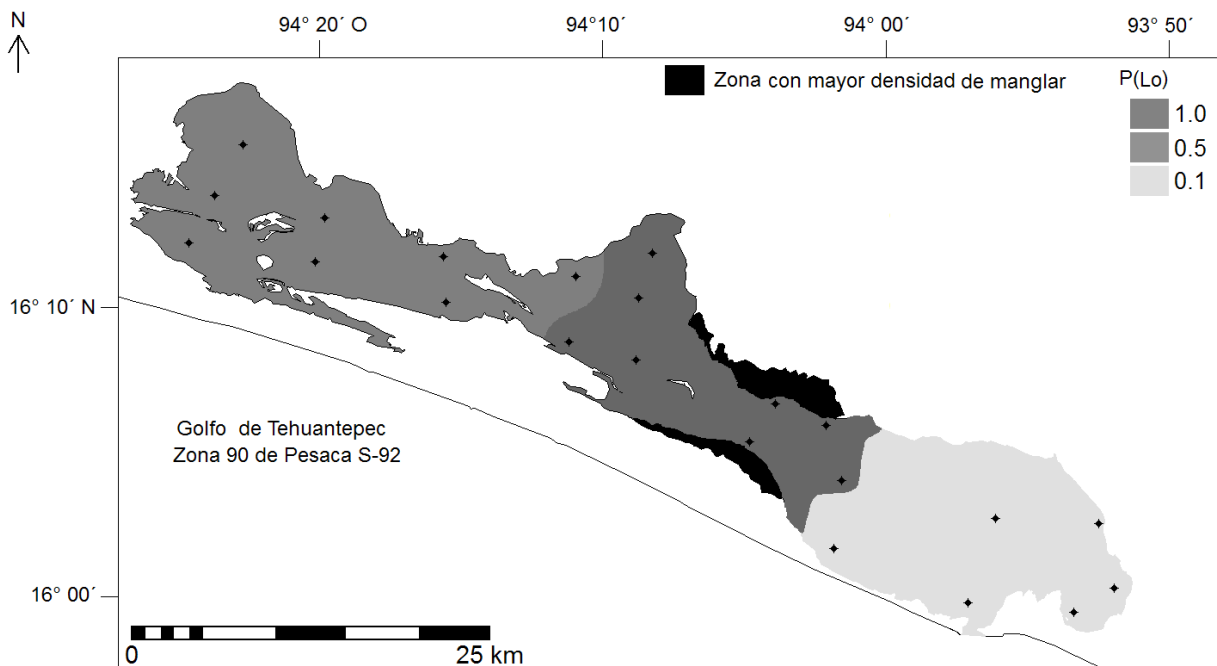 N
94° 20´ O
94°10´
94° 00´
93° 50´
Zona con mayor densidad de manglar
P(Lo)
1.0
0.5
0.1
16° 10´ N
Golfo de Tehuantepec
Zona 90 de Pesaca S-92
16° 00´
0
25 km